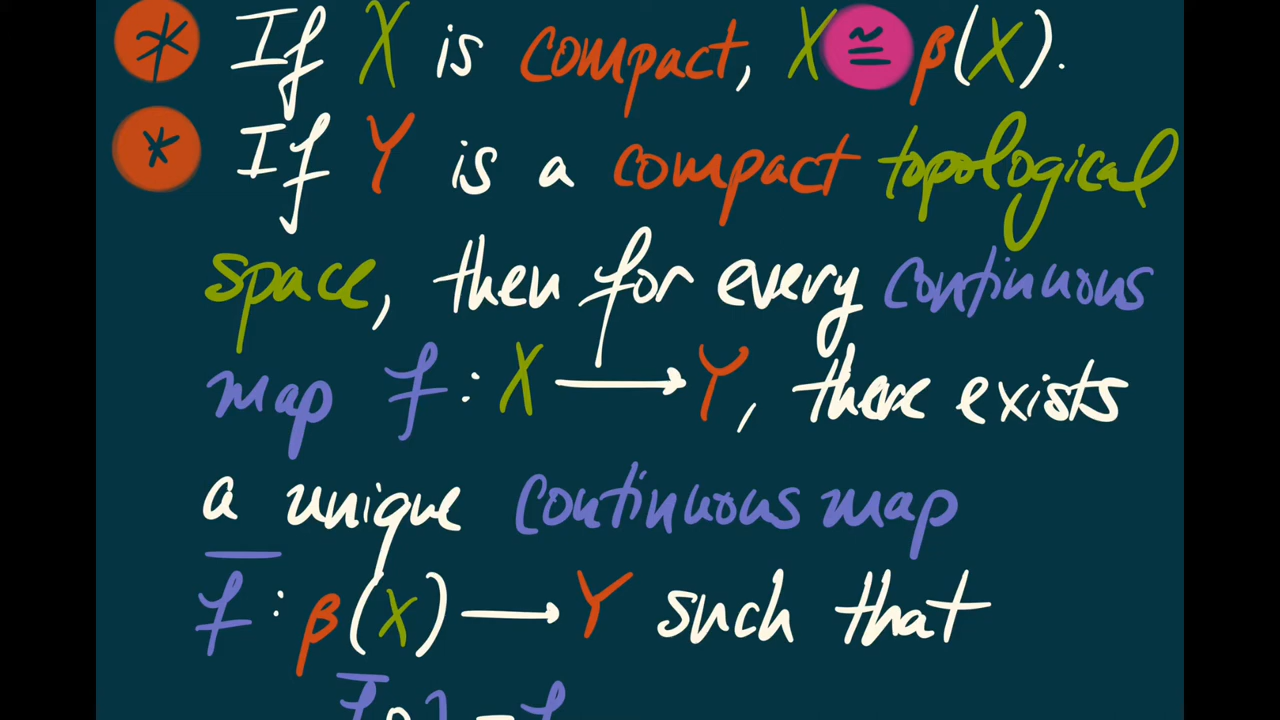 * If X is compact, X ≅ β(X).
* If Y is a compact topological
space, then for every continuous
map f : X ⟶ Y, there exists
a unique continuous map
f̅ : β(X) ⟶ Y such that